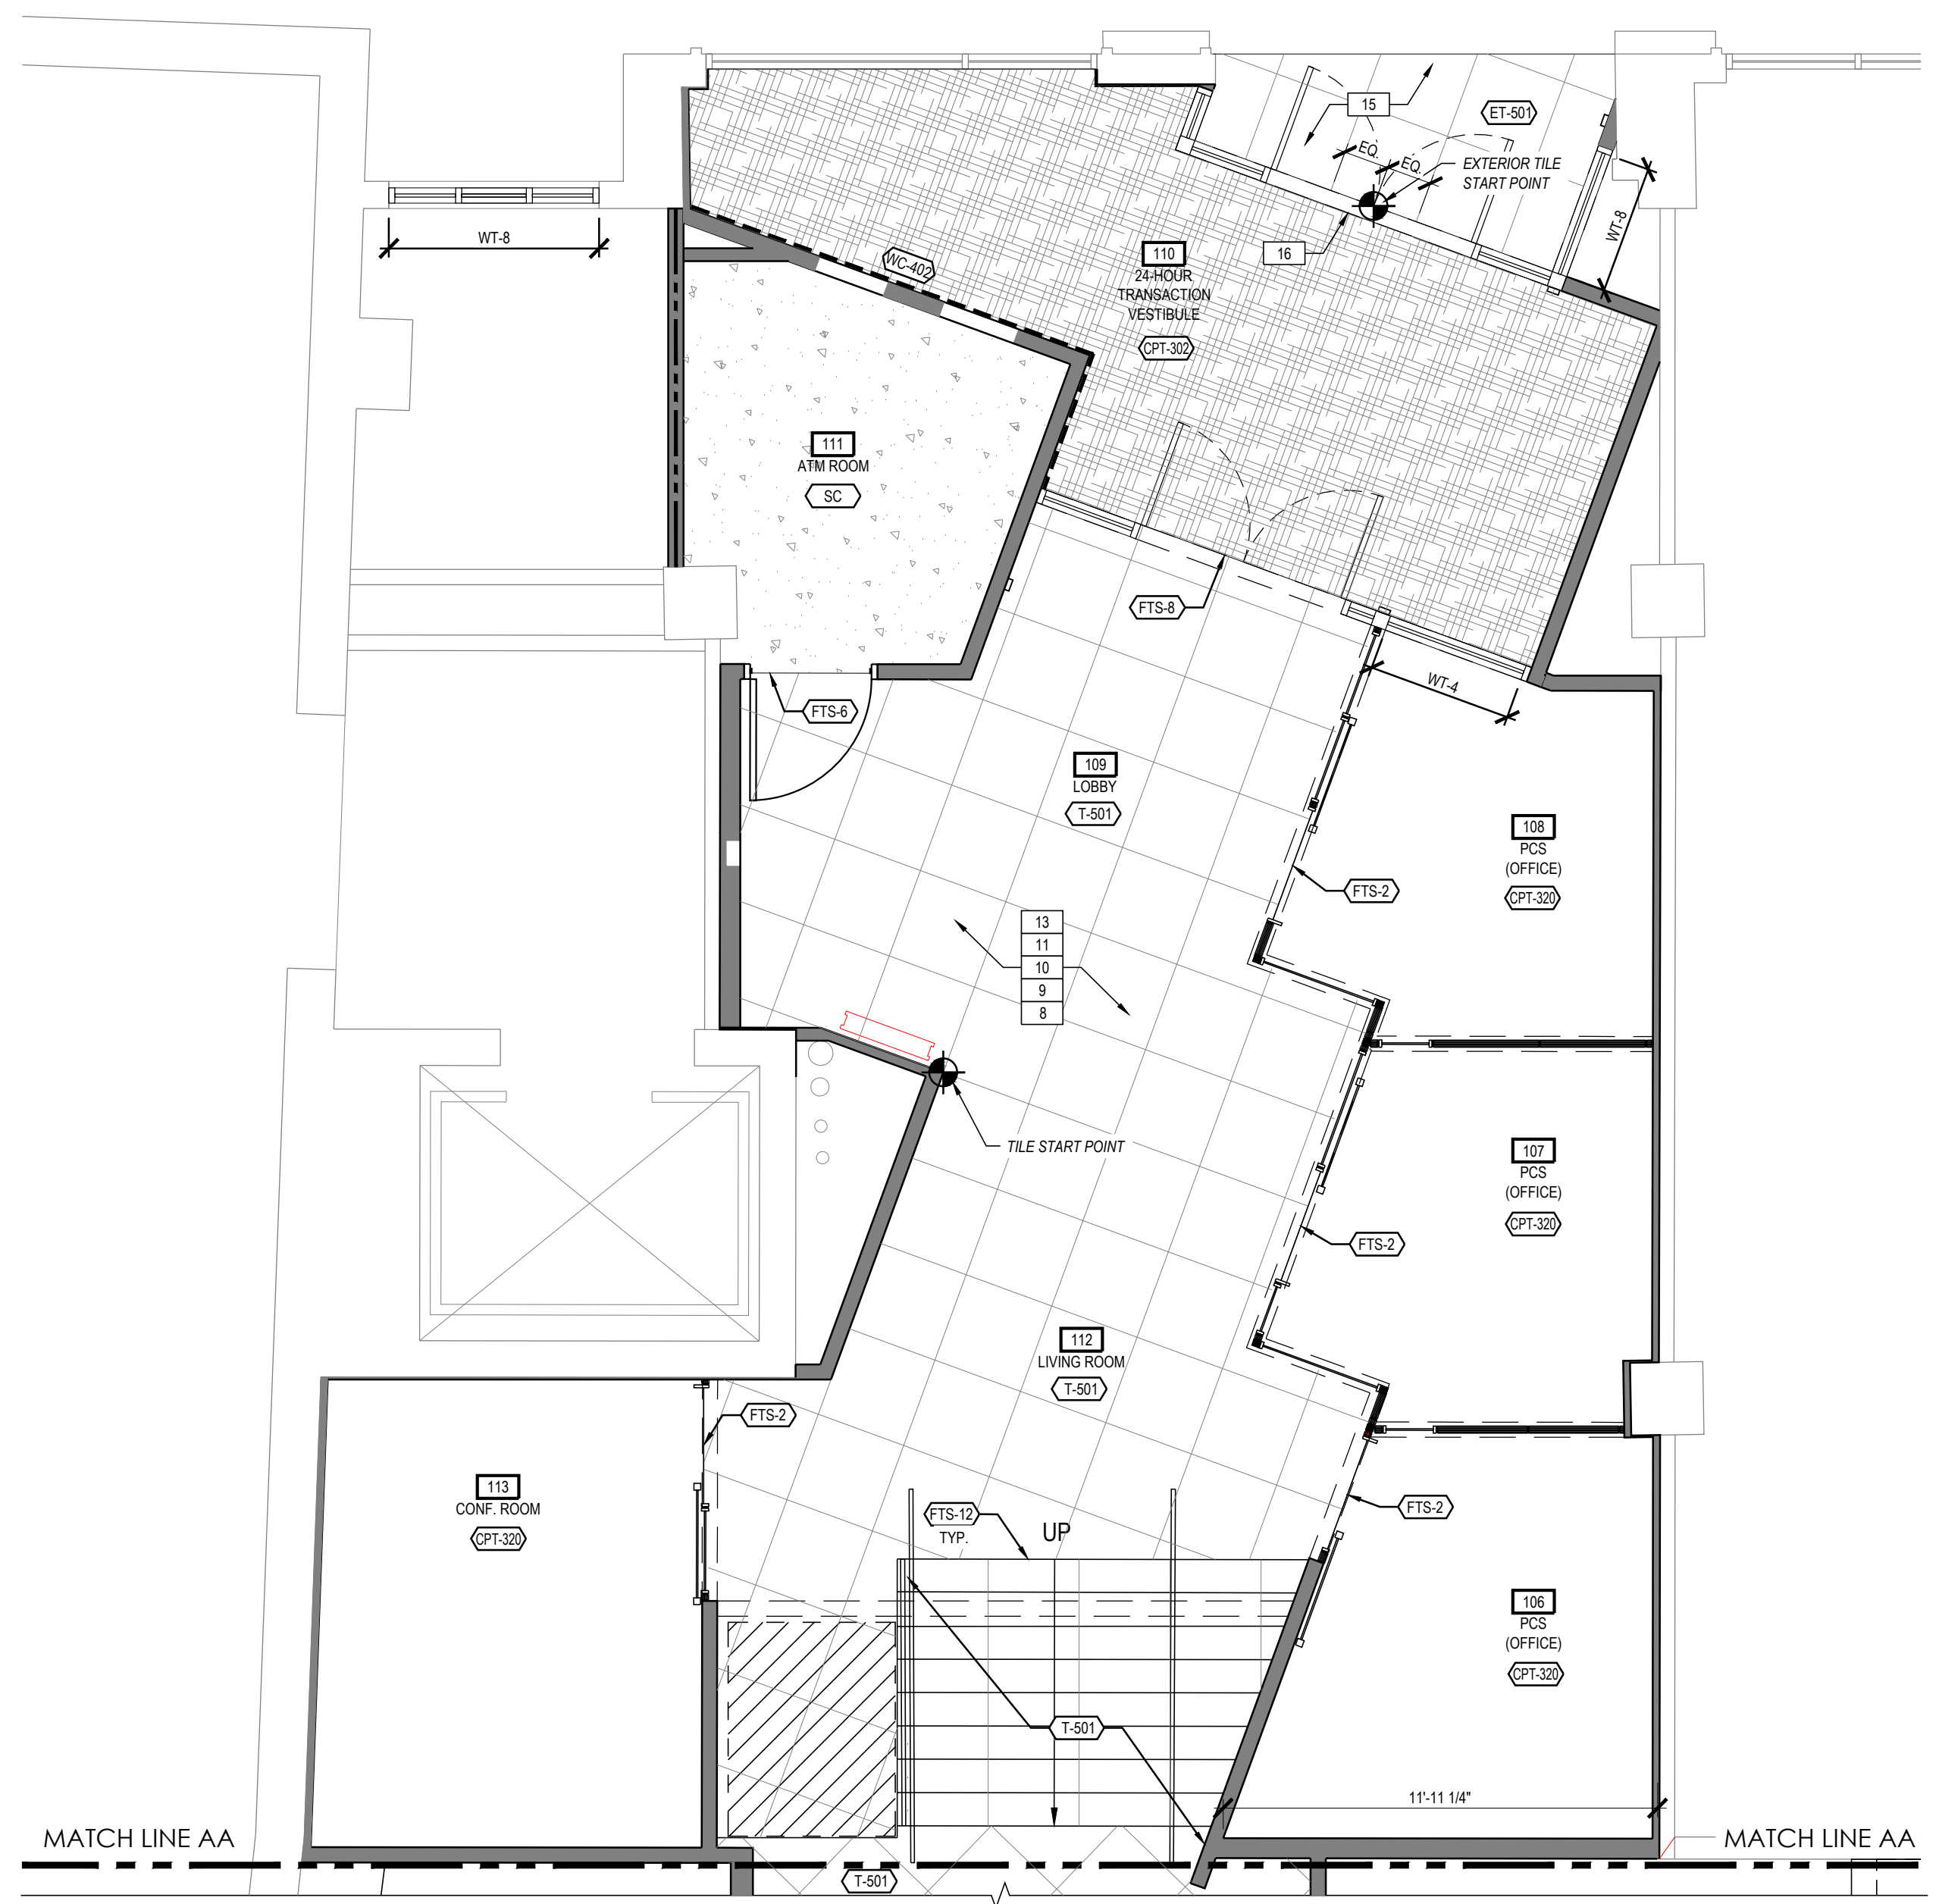 15
ET-501
EQ.
EQ.
EXTERIOR TILE
START POINT
WT-8
WT-8
16
WC-402
110
24-HOUR
TRANSACTION
VESTIBULE
CPT-302
111
ATM ROOM
SC
FTS-8
WT-4
FTS-6
109
LOBBY
T-501
108
PCS
(OFFICE)
CPT-320
FTS-2
13
11
10
9
8
TILE START POINT
107
PCS
(OFFICE)
CPT-320
FTS-2
112
LIVING ROOM
T-501
FTS-2
113
CONF. ROOM
CPT-320
FTS-12
TYP.
UP
FTS-2
106
PCS
(OFFICE)
CPT-320
T-501
11'-11 1/4"
MATCH LINE AA
MATCH LINE AA
T-501